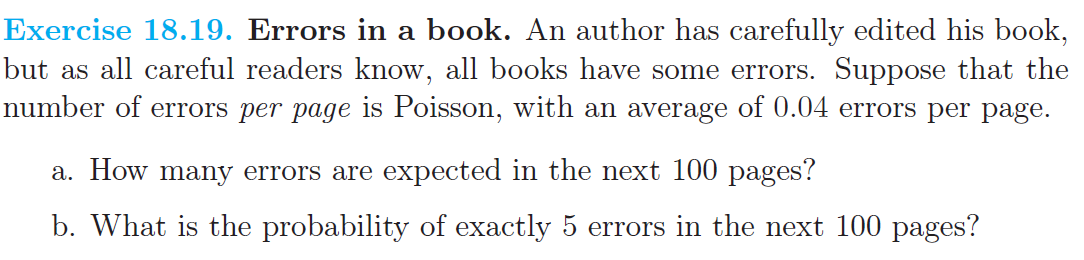 Exercise 18.19. Errors in a book. An author has carefully edited his book,
but as all careful readers know, all books have some errors. Suppose that the
number of errors per page is Poisson, with an average of 0.04 errors per page.
a. How many errors are expected in the next 100 pages?
b. What is the probability of exactly 5 errors in the next 100 pages?